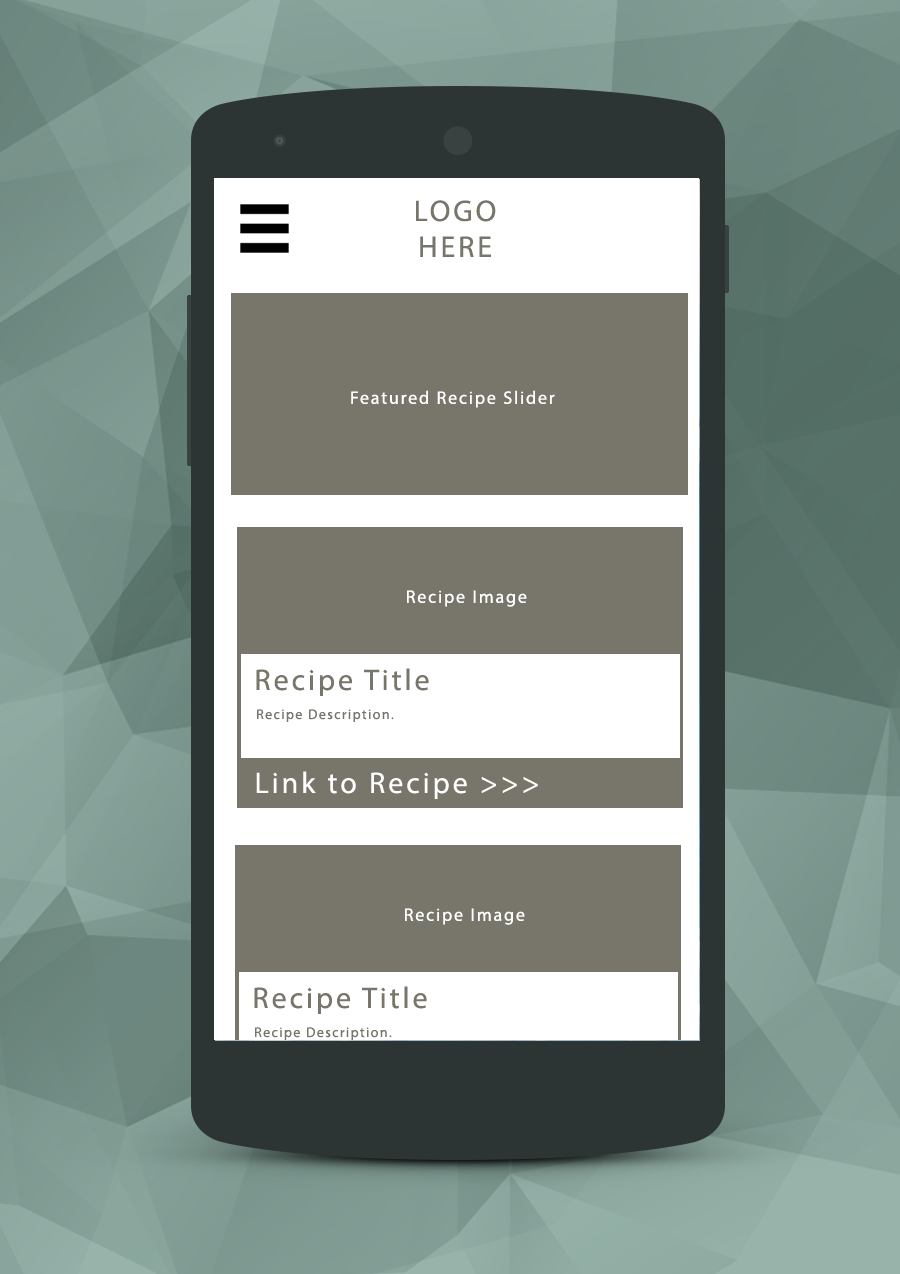 LOGO
HERE
Featured Recipe Slider
Recipe Image
Recipe Title
Recipe Description.
Link to Recipe >>>
Recipe Image
Recipe Title
Recipe Description.